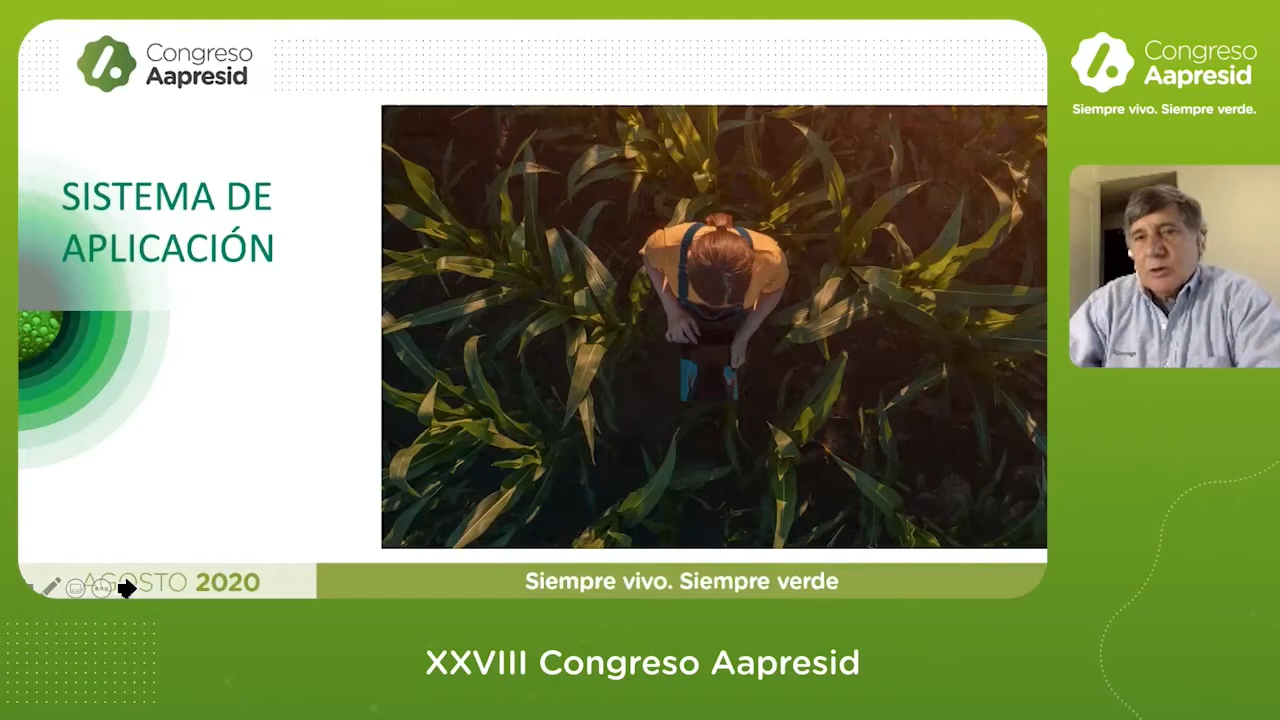 Congreso
Aapresid
SISTEMA DE
APLICACIÓN
AGOSTO 2020
Siempre vivo. Siempre verde
Congreso
Aapresid
Siempre vivo. Siempre verde.
XXVIII Congreso Aapresid